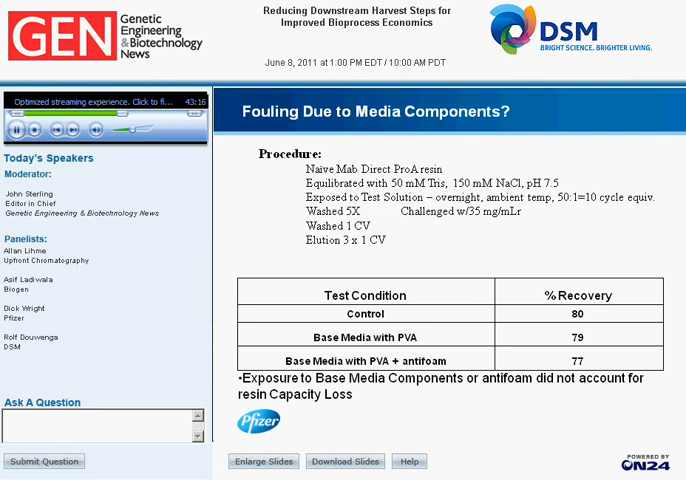 GEN
Genetic
Engineering
& Biotechnology
News
Reducing Downstream Harvest Steps for
Improved Bioprocess Economics
June 8, 2011 at 1:00 PM EDT / 10:00 AM PDT
DSM
BRIGHT SCIENCE. BRIGHTER LIVING.
Optimized streaming experience. Click to fi... 43:16
Today's Speakers
Moderator:
John Sterling
Editor in Chief
Genetic Engineering & Biotechnology News
Panelists:
Allan Lihme
Upfront Chromatography
Asif Ladiwala
Biogen
Dick Wright
Pfizer
Rolf Douwenga
DSM
Ask A Question
Submit Question
Fouling Due to Media Components?
Procedure:
Naïve Mab Direct ProA resin
Equilibrated with 50 mM Tris, 150 mM NaCl, pH 7.5
Exposed to Test Solution – overnight, ambient temp, 50:1=10 cycle equiv.
Washed 5X Challenged w/35 mg/mLr
Washed 1 CV
Elution 3 x 1 CV
Test Condition % Recovery
Control 80
Base Media with PVA 79
Base Media with PVA + antifoam 77
•Exposure to Base Media Components or antifoam did not account for
resin Capacity Loss
Pfizer
Enlarge Slides Download Slides Help
POWERED BY
ON24